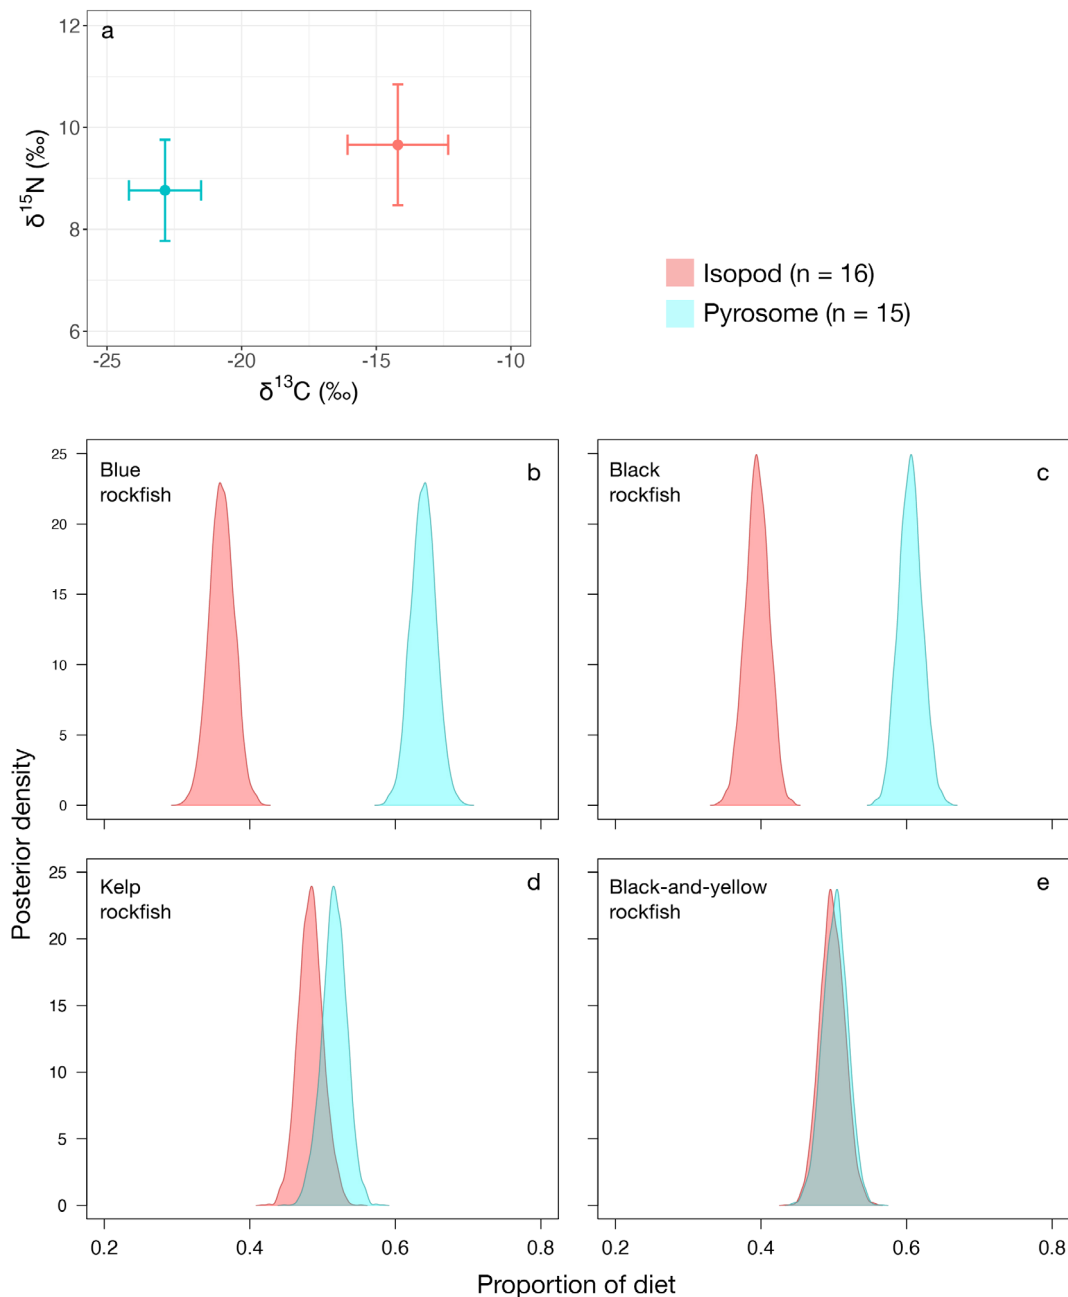 a
12
10
8
6
δ15N (‰)
-25
-20
-15
-10
δ13C (‰)
Isopod (n = 16)
Pyrosome (n = 15)
Blue
rockfish
b
25
20
15
10
5
0
Black
rockfish
c
Kelp
rockfish
d
25
20
15
10
5
0
0.2
0.4
0.6
0.8
Black-and-yellow
rockfish
e
0.2
0.4
0.6
0.8
Posterior density
Proportion of diet